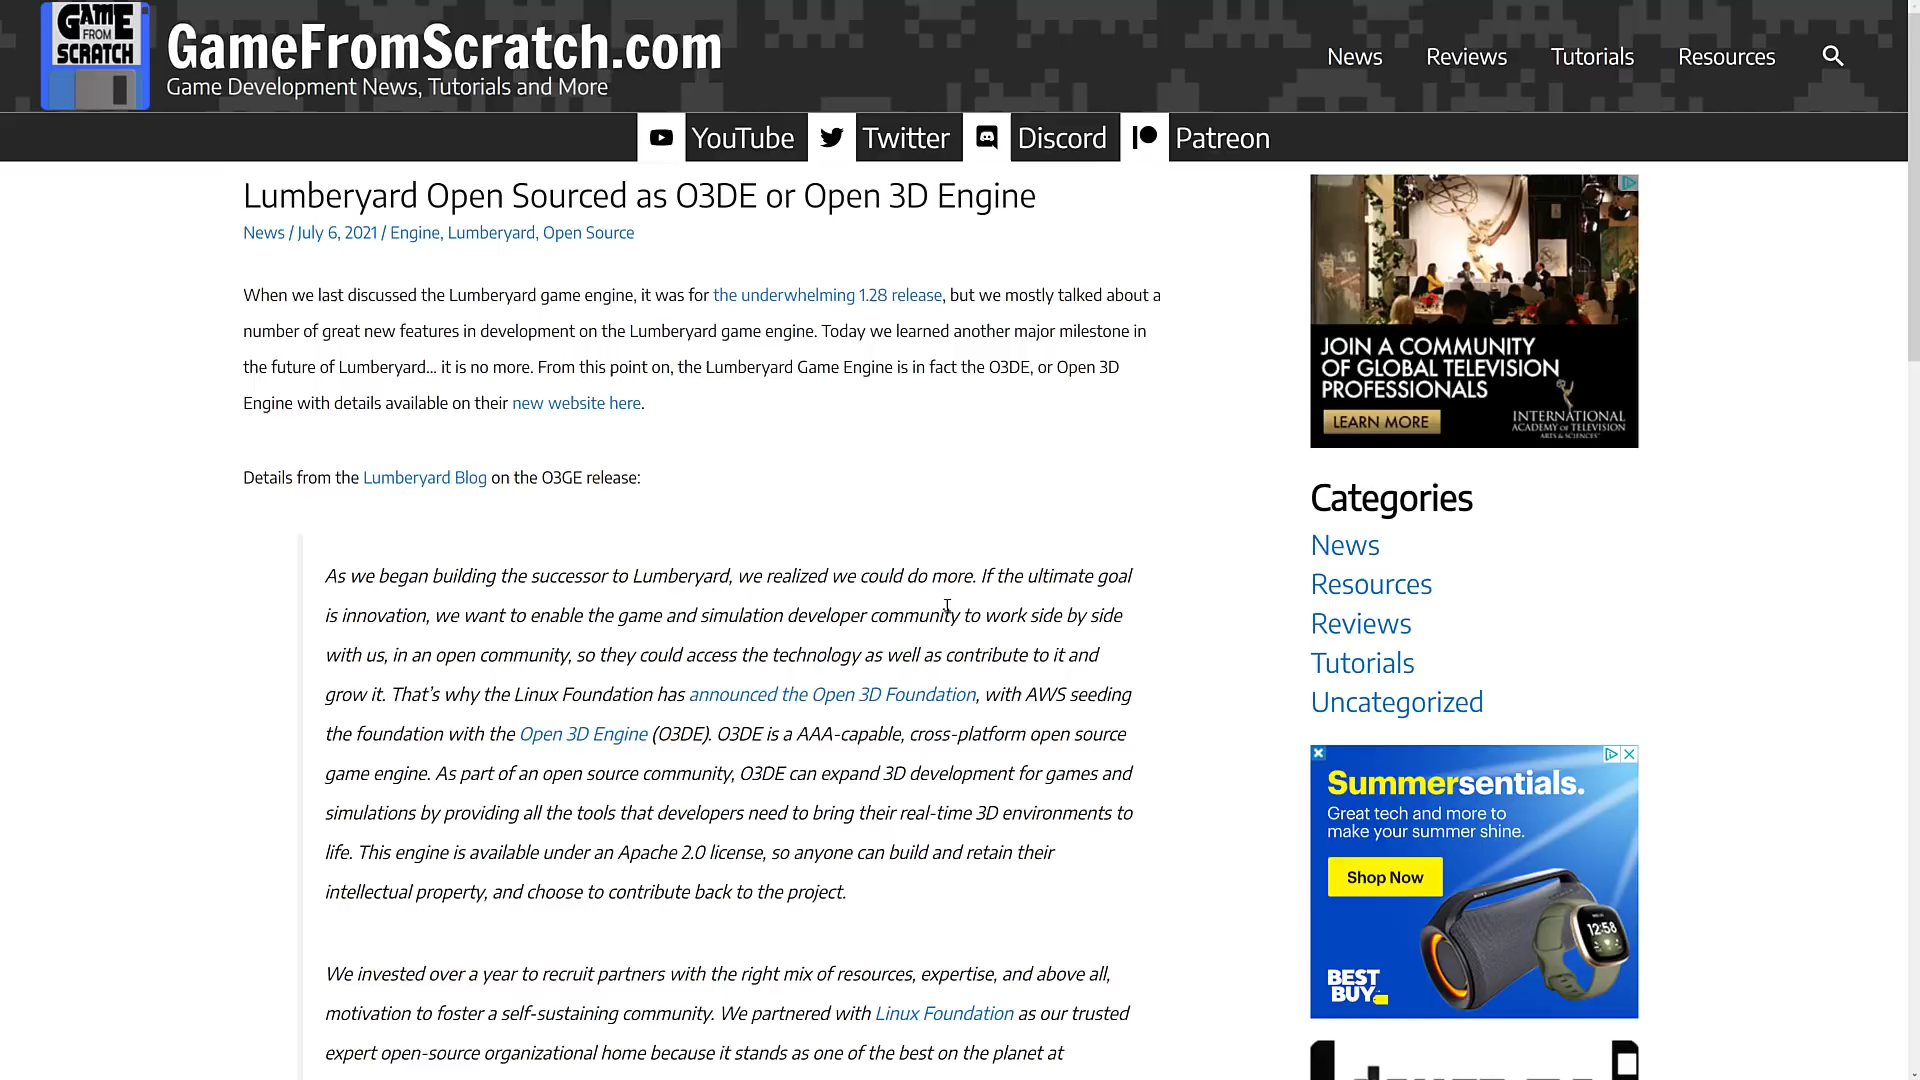 GAME
FROM
SCRATCH
GameFromScratch.com
Game Development News, Tutorials and More
News
Reviews
Tutorials
Resources
YouTube
Twitter
Discord
Patreon
Lumberyard Open Sourced as O3DE or Open 3D Engine
News / July 6, 2021 / Engine, Lumberyard, Open Source
When we last discussed the Lumberyard game engine, it was for the underwhelming 1.28 release, but we mostly talked about a
number of great new features in development on the Lumberyard game engine. Today we learned another major milestone in
the future of Lumberyard... it is no more. From this point on, the Lumberyard Game Engine is in fact the O3DE, or Open 3D
Engine with details available on their new website here.
Details from the Lumberyard Blog on the O3GE release:
As we began building the successor to Lumberyard, we realized we could do more. If the ultimate goal
is innovation, we want to enable the game and simulation developer community to work side by side
with us, in an open community, so they could access the technology as well as contribute to it and
grow it. That's why the Linux Foundation has announced the Open 3D Foundation, with AWS seeding
the foundation with the Open 3D Engine (O3DE). O3DE is a AAA-capable, cross-platform open source
game engine. As part of an open source community, O3DE can expand 3D development for games and
simulations by providing all the tools that developers need to bring their real-time 3D environments to
life. This engine is available under an Apache 2.0 license, so anyone can build and retain their
intellectual property, and choose to contribute back to the project.
We invested over a year to recruit partners with the right mix of resources, expertise, and above all,
motivation to foster a self-sustaining community. We partnered with Linux Foundation as our trusted
expert open-source organizational home because it stands as one of the best on the planet at
JOIN A COMMUNITY
OF GLOBAL TELEVISION
PROFESSIONALS
LEARN MORE
INTERNATIONAL
ACADEMY OF TELEVISION
ARTS & SCIENCES
Categories
News
Resources
Reviews
Tutorials
Uncategorized
Summersentials.
Great tech and more to
make your summer shine.
Shop Now
12:58
BEST
BUY